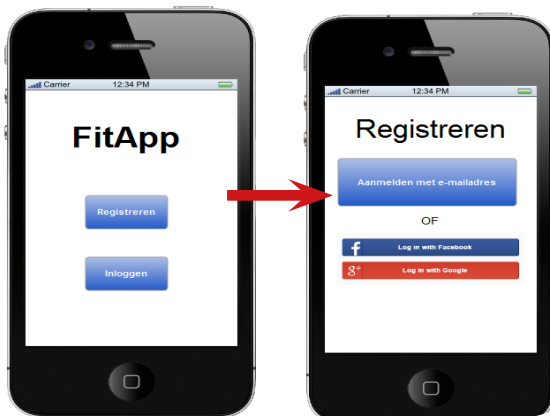 Carrier 12:34 PM
FitApp
Registreren
Inloggen
Carrier 12:34 PM
Registreren
Aanmelden met e-mailadres
OF
f Log in with Facebook
g+ Log in with Google